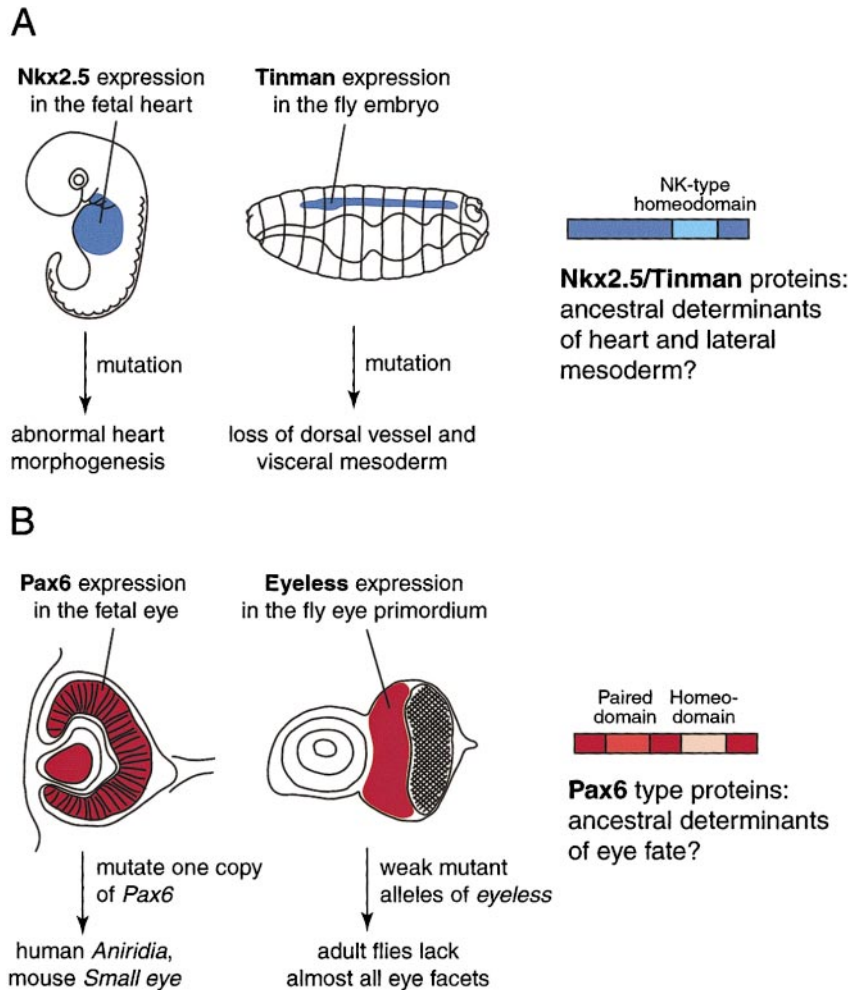 A
Nkx2.5 expression
in the fetal heart
Tinman expression
in the fly embryo
NK-type
homeodomain
Nkx2.5/Tinman proteins:
ancestral determinants
of heart and lateral
mesoderm?
mutation
mutation
abnormal heart
morphogenesis
loss of dorsal vessel and
visceral mesoderm
B
Pax6 expression
in the fetal eye
Eyeless expression
in the fly eye primordium
Paired
domain
Homeo-
domain
Pax6 type proteins:
ancestral determinants
of eye fate?
mutate one copy
of Pax6
weak mutant
alleles of eyeless
human Aniridia,
mouse Small eye
adult flies lack
almost all eye facets